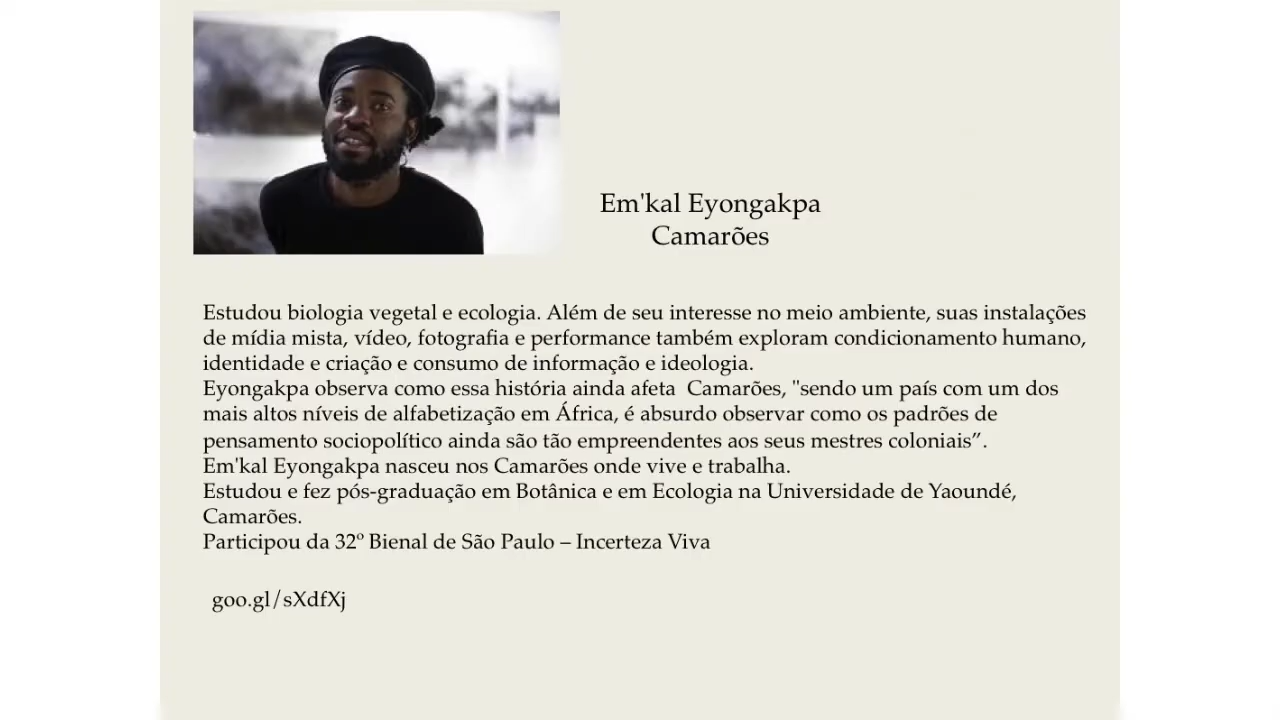 Em'kal Eyongakpa
Camarões
Estudou biologia vegetal e ecologia. Além de seu interesse no meio ambiente, suas instalações
de mídia mista, vídeo, fotografia e performance também exploram condicionamento humano,
identidade e criação e consumo de informação e ideologia.
Eyongakpa observa como essa história ainda afeta  Camarões, "sendo um país com um dos
mais altos níveis de alfabetização em África, é absurdo observar como os padrões de
pensamento sociopolítico ainda são tão empreendentes aos seus mestres coloniais”.
Em'kal Eyongakpa nasceu nos Camarões onde vive e trabalha.
Estudou e fez pós-graduação em Botânica e em Ecologia na Universidade de Yaoundé,
Camarões.
Participou da 32º Bienal de São Paulo – Incerteza Viva
goo.gl/sXdfXj